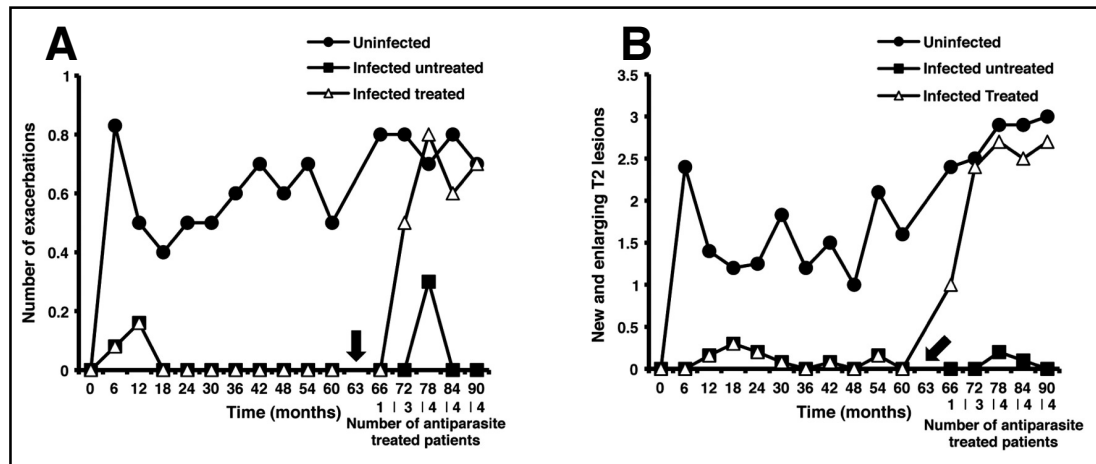 A
Uninfected
Infected untreated
Infected treated
Number of exacerbations
1
0.8
0.6
0.4
0.2
0
0 6 12 18 24 30 36 42 48 54 60 63 66 72 78 84 90
Time (months)
1 | 3 | 4 | 4 | 4
Number of antiparasite
treated patients
B
Uninfected
Infected untreated
Infected Treated
New and enlarging T2 lesions
3.5
3
2.5
2
1.5
1
0.5
0
0 6 12 18 24 30 36 42 48 54 60 63 66 72 78 84 90
Time (months)
1 | 3 | 4 | 4 | 4
Number of antiparasite
treated patients